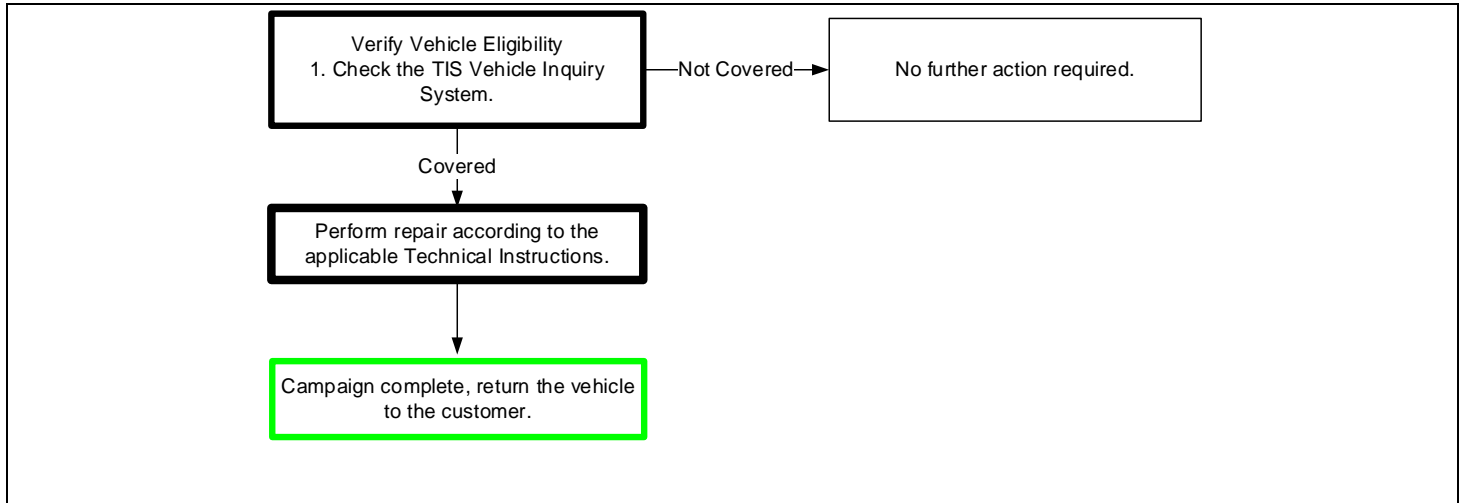 Verify Vehicle Eligibility
1. Check the TIS Vehicle Inquiry
System.
Not Covered
No further action required.
Covered
Perform repair according to the
applicable Technical Instructions.
Campaign complete, return the vehicle
to the customer.